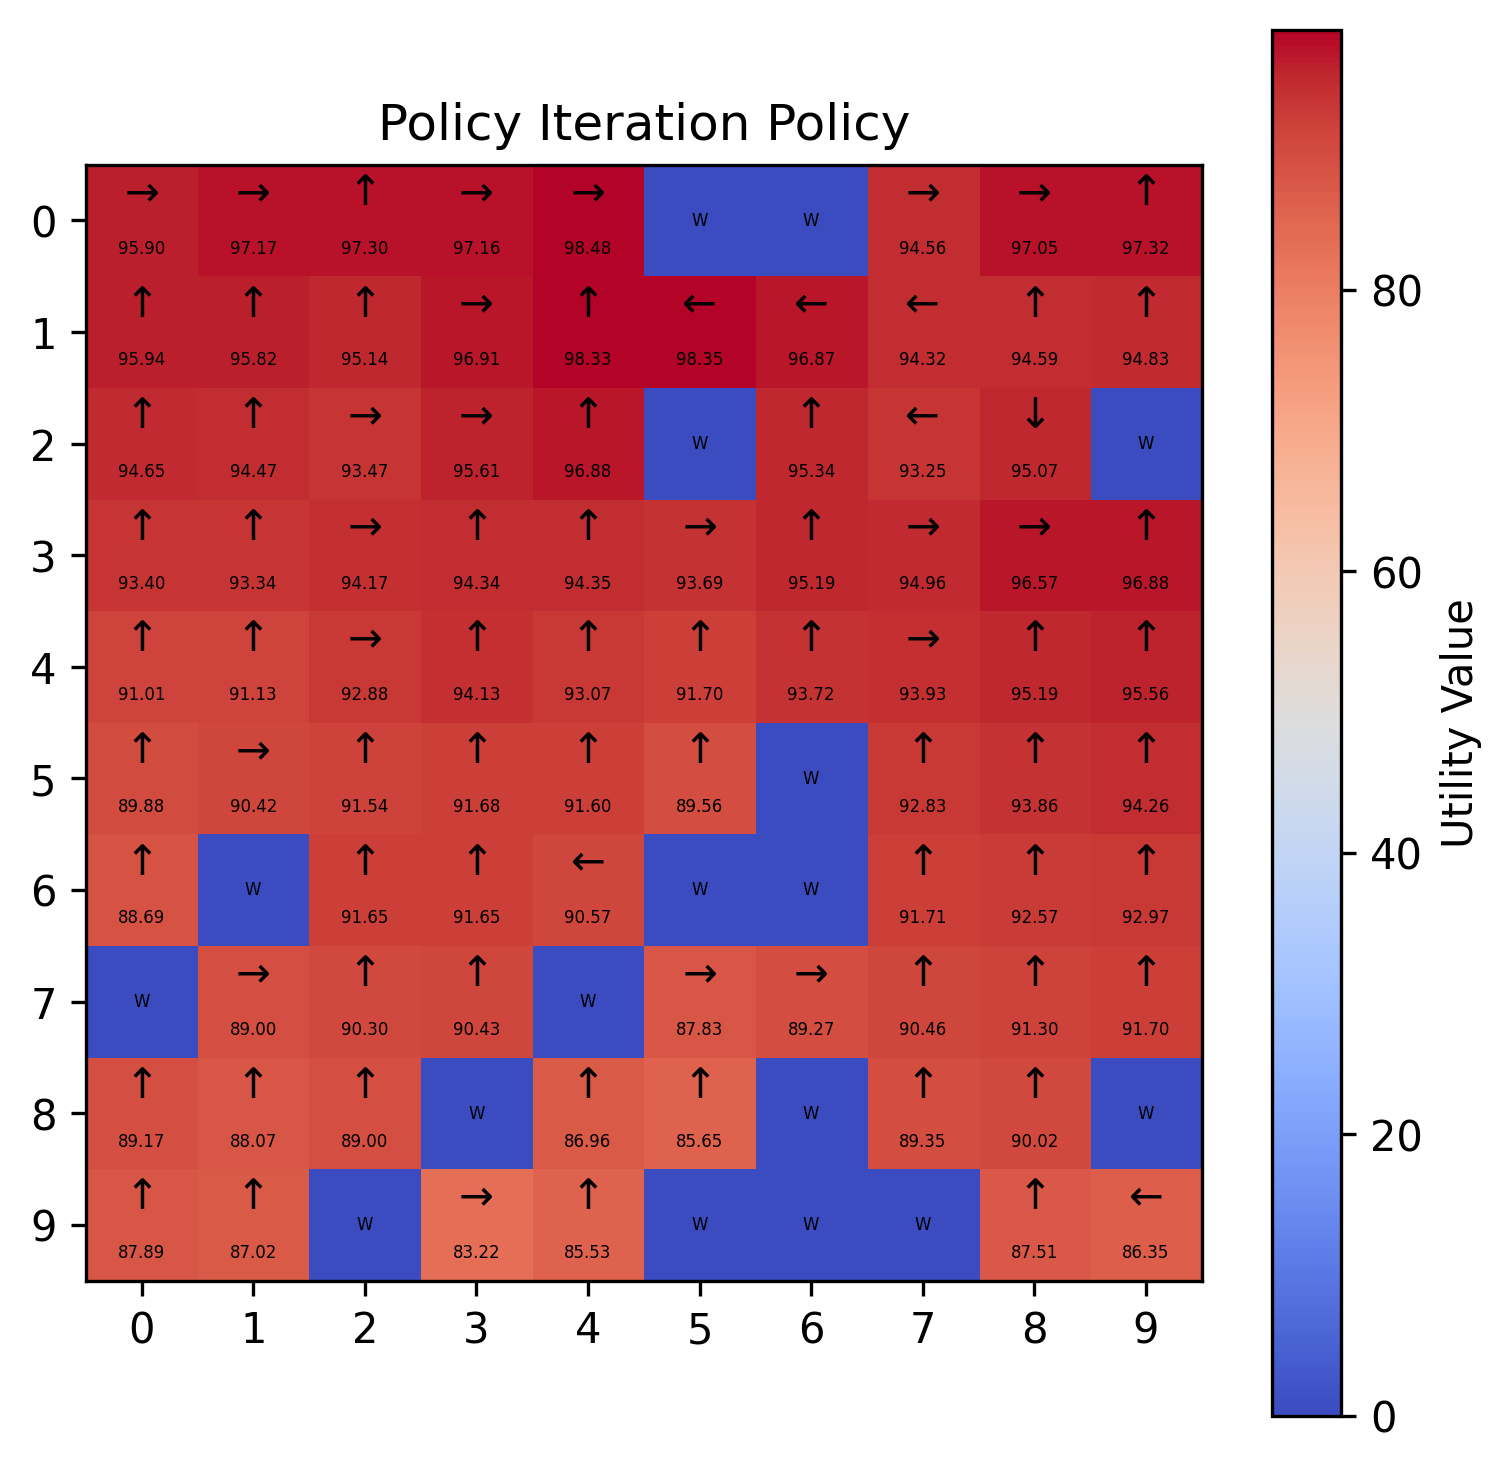 Policy Iteration Policy
0 → → ↑ → → W W → → ↑
95.90 97.17 97.30 97.16 98.48 94.56 97.05 97.32
1 ↑ ↑ ↑ → ↑ ← ← ← ↑ ↑
95.94 95.82 95.14 96.91 98.33 98.35 96.87 94.32 94.59 94.83
2 ↑ ↑ → → ↑ W ↑ ← ↓ W
94.65 94.47 93.47 95.61 96.88 95.34 93.25 95.07
3 ↑ ↑ → ↑ ↑ → ↑ → → ↑
93.40 93.34 94.17 94.34 94.35 93.69 95.19 94.96 96.57 96.88
4 ↑ ↑ → ↑ ↑ ↑ ↑ → ↑ ↑
91.01 91.13 92.88 94.13 93.07 91.70 93.72 93.93 95.19 95.56
5 ↑ → ↑ ↑ ↑ ↑ W ↑ ↑ ↑
89.88 90.42 91.54 91.68 91.60 89.56 92.83 93.86 94.26
6 ↑ W ↑ ↑ ← W W ↑ ↑ ↑
88.69 91.65 91.65 90.57 91.71 92.57 92.97
7 W → ↑ ↑ W → → ↑ ↑ ↑
89.00 90.30 90.43 87.83 89.27 90.46 91.30 91.70
8 ↑ ↑ ↑ W ↑ ↑ W ↑ ↑ W
89.17 88.07 89.00 86.96 85.65 89.35 90.02
9 ↑ ↑ W → ↑ W W W ↑ ←
87.89 87.02 83.22 85.53 87.51 86.35
0 1 2 3 4 5 6 7 8 9
80
60
40
20
0
Utility Value